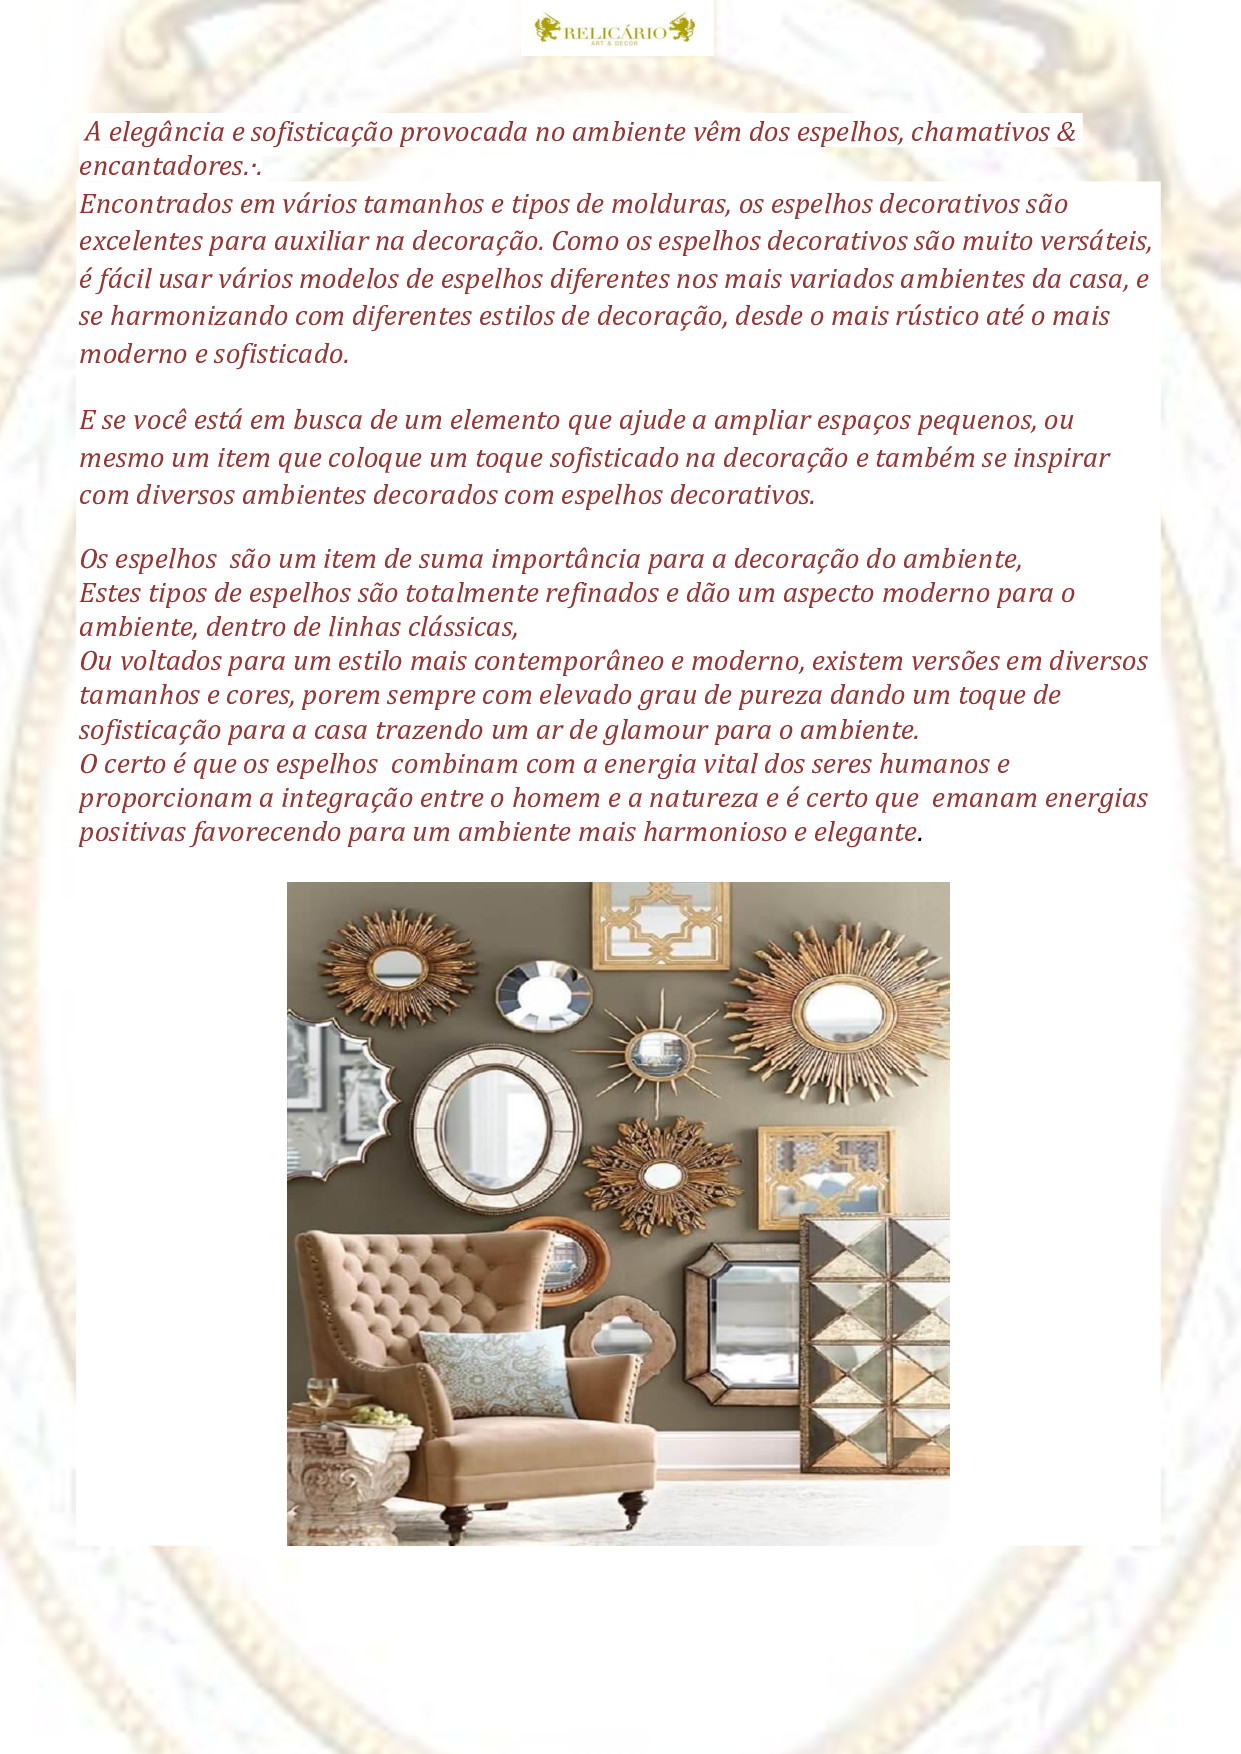 RELICÁRIO
ART & DECOR
A elegância e sofisticação provocada no ambiente vêm dos espelhos, chamativos &
encantadores.·.
Encontrados em vários tamanhos e tipos de molduras, os espelhos decorativos são
excelentes para auxiliar na decoração. Como os espelhos decorativos são muito versáteis,
é fácil usar vários modelos de espelhos diferentes nos mais variados ambientes da casa, e
se harmonizando com diferentes estilos de decoração, desde o mais rústico até o mais
moderno e sofisticado.
E se você está em busca de um elemento que ajude a ampliar espaços pequenos, ou
mesmo um item que coloque um toque sofisticado na decoração e também se inspirar
com diversos ambientes decorados com espelhos decorativos.
Os espelhos  são um item de suma importância para a decoração do ambiente,
Estes tipos de espelhos são totalmente refinados e dão um aspecto moderno para o
ambiente, dentro de linhas clássicas,
Ou voltados para um estilo mais contemporâneo e moderno, existem versões em diversos
tamanhos e cores, porem sempre com elevado grau de pureza dando um toque de
sofisticação para a casa trazendo um ar de glamour para o ambiente.
O certo é que os espelhos  combinam com a energia vital dos seres humanos e
proporcionam a integração entre o homem e a natureza e é certo que  emanam energias
positivas favorecendo para um ambiente mais harmonioso e elegante.